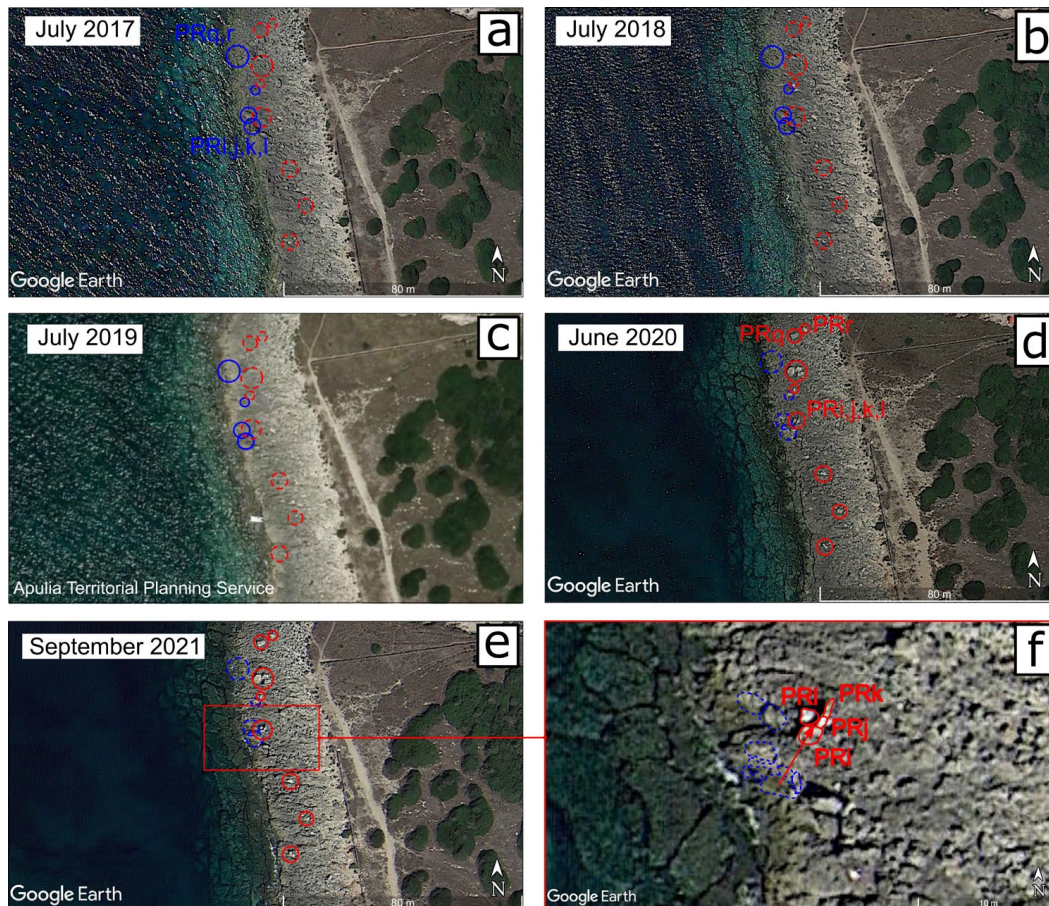 July 2017
a
PRq,r
PRi,j,k,l
Google Earth
80 m
N
July 2018
b
Google Earth
80 m
N
July 2019
c
Apulia Territorial Planning Service
June 2020
d
PRq
PRr
PRi,j,k,l
Google Earth
80 m
N
September 2021
e
Google Earth
80 m
N
f
PRl
PRk
PRj
PRi
Google Earth
10 m
N